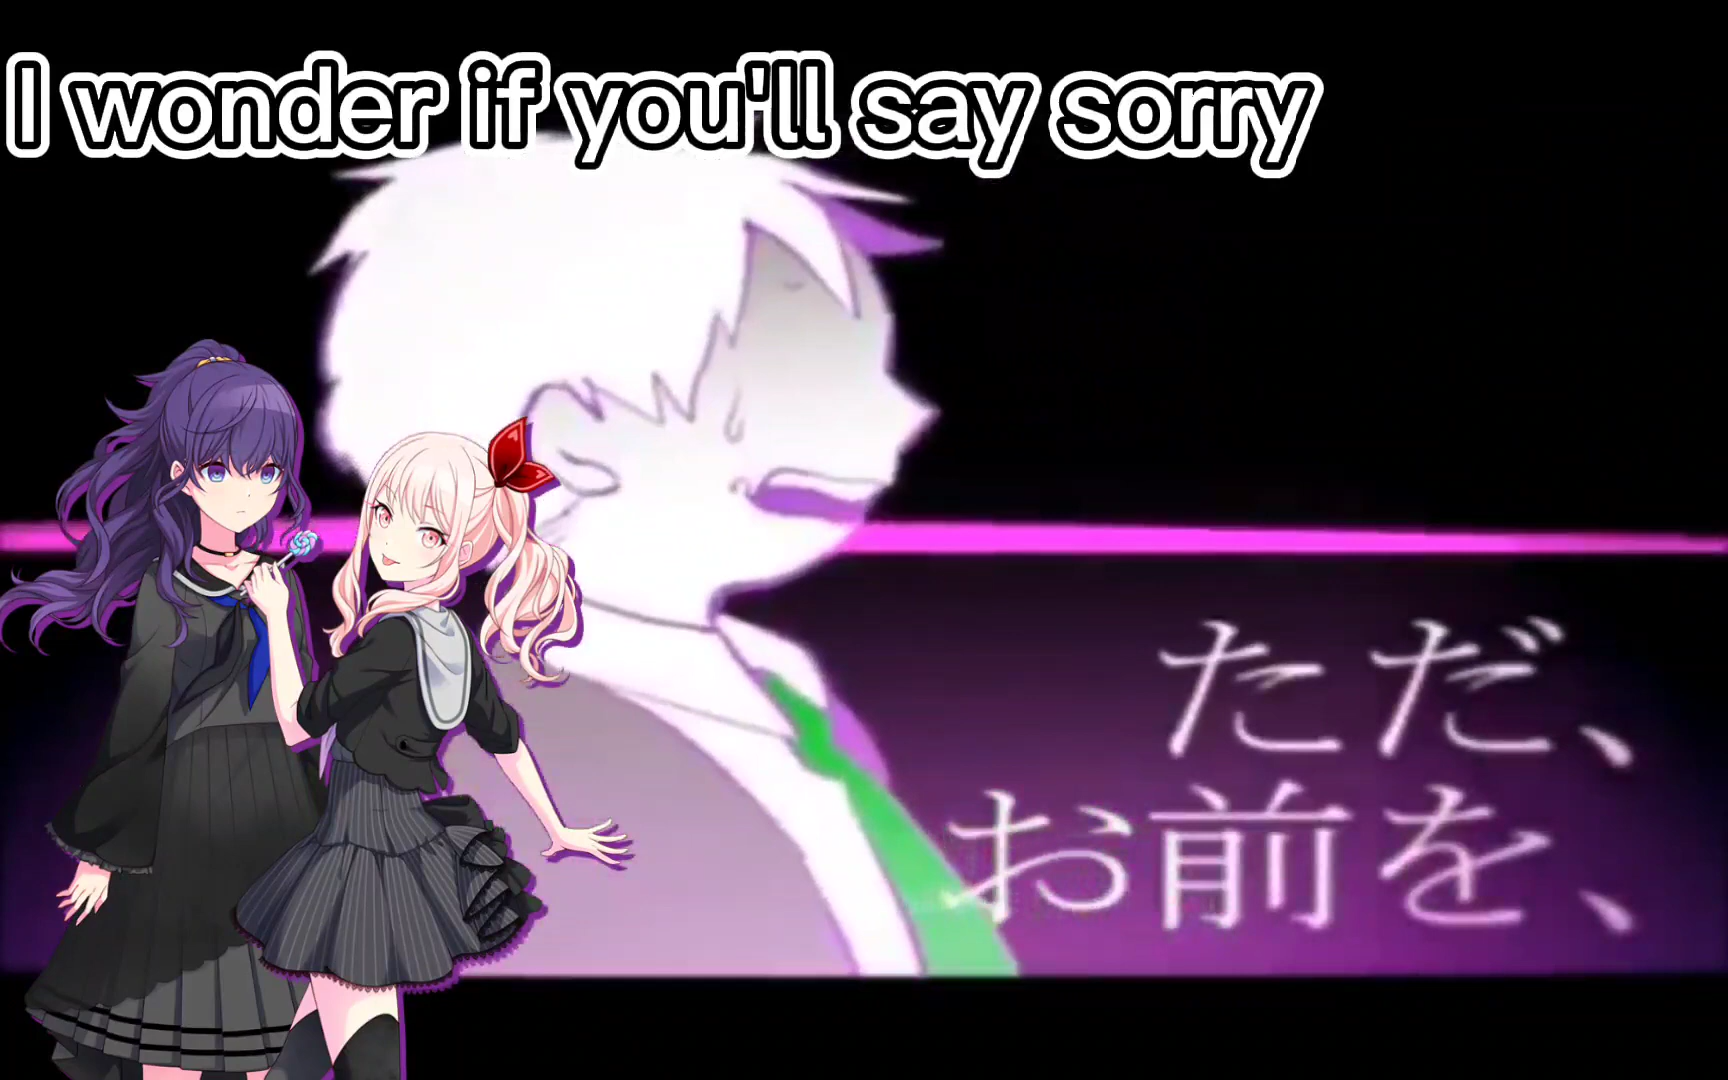 I wonder if you'll say sorry
ただ、
お前を、